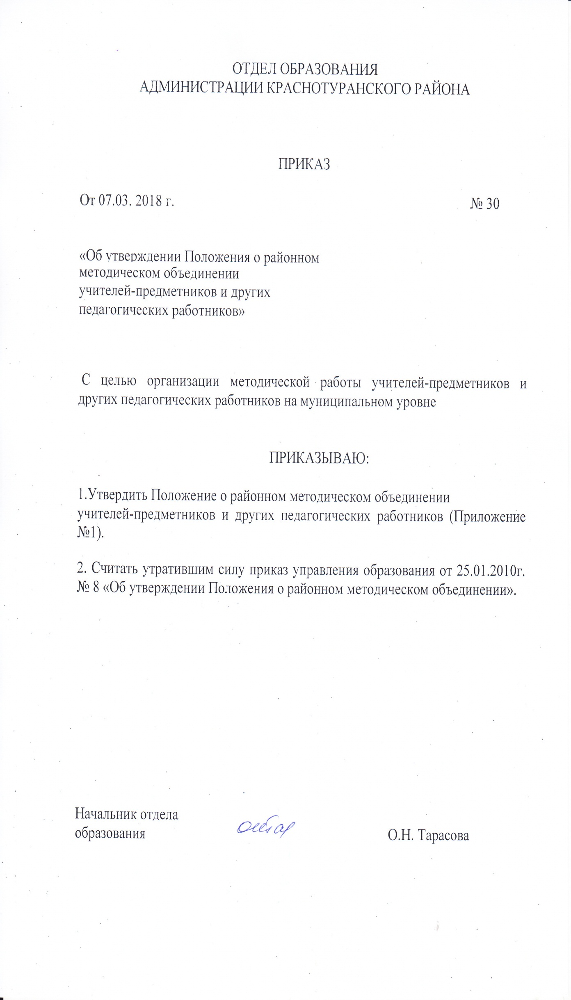 ОТДЕЛ ОБРАЗОВАНИЯ
АДМИНИСТРАЦИИ КРАСНОТУРАНСКОГО РАЙОНА
ПРИКАЗ
От 07.03. 2018 г.
№ 30
«Об утверждении Положения о районном
методическом объединении
учителей-предметников и других
педагогических работников»
С целью организации методической работы учителей-предметников и
других педагогических работников на муниципальном уровне
ПРИКАЗЫВАЮ:
1.Утвердить Положение о районном методическом объединении
учителей-предметников и других педагогических работников (Приложение
№1).
2. Считать утратившим силу приказ управления образования от 25.01.2010г.
№ 8 «Об утверждении Положения о районном методическом объединении».
Начальник отдела
образования
О.Н. Тарасова